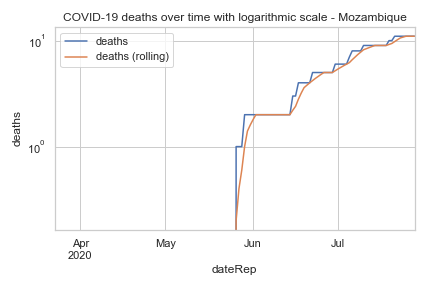 COVID-19 deaths over time with logarithmic scale - Mozambique
deaths
deaths (rolling)
10¹
10⁰
deaths
Apr
2020
May
Jun
Jul
dateRep